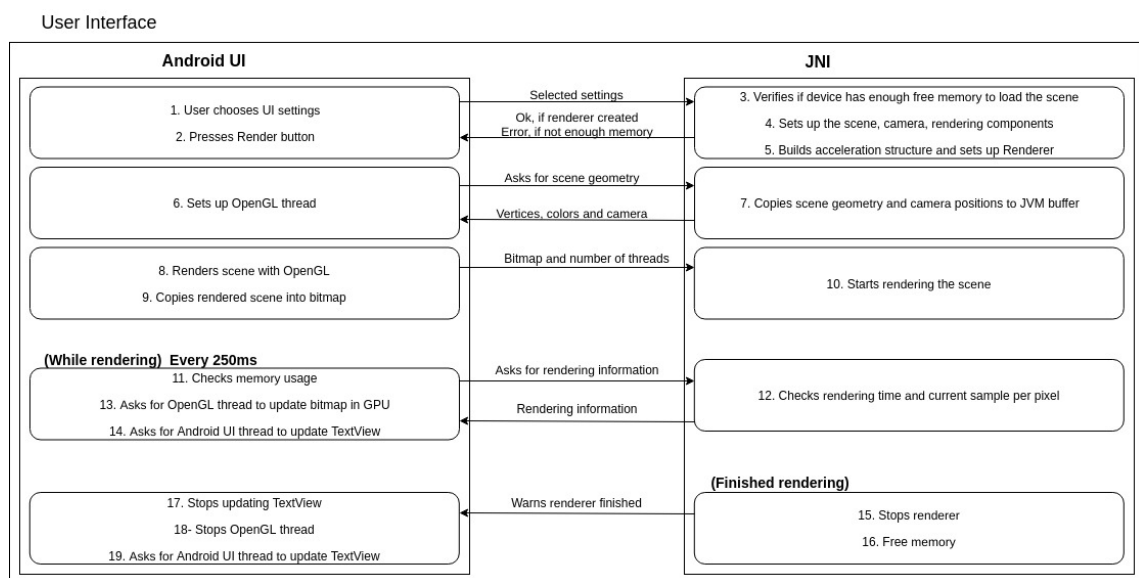 User Interface
Android UI
JNI
1. User chooses UI settings
2. Presses Render button
Selected settings
Ok, if renderer created
Error, if not enough memory
3. Verifies if device has enough free memory to load the scene
4. Sets up the scene, camera, rendering components
5. Builds acceleration structure and sets up Renderer
6. Sets up OpenGL thread
Asks for scene geometry
Vertices, colors and camera
7. Copies scene geometry and camera positions to JVM buffer
8. Renders scene with OpenGL
9. Copies rendered scene into bitmap
Bitmap and number of threads
10. Starts rendering the scene
(While rendering) Every 250ms
11. Checks memory usage
13. Asks for OpenGL thread to update bitmap in GPU
14. Asks for Android UI thread to update TextView
Asks for rendering information
Rendering information
12. Checks rendering time and current sample per pixel
(Finished rendering)
17. Stops updating TextView
18- Stops OpenGL thread
19. Asks for Android UI thread to update TextView
Warns renderer finished
15. Stops renderer
16. Free memory